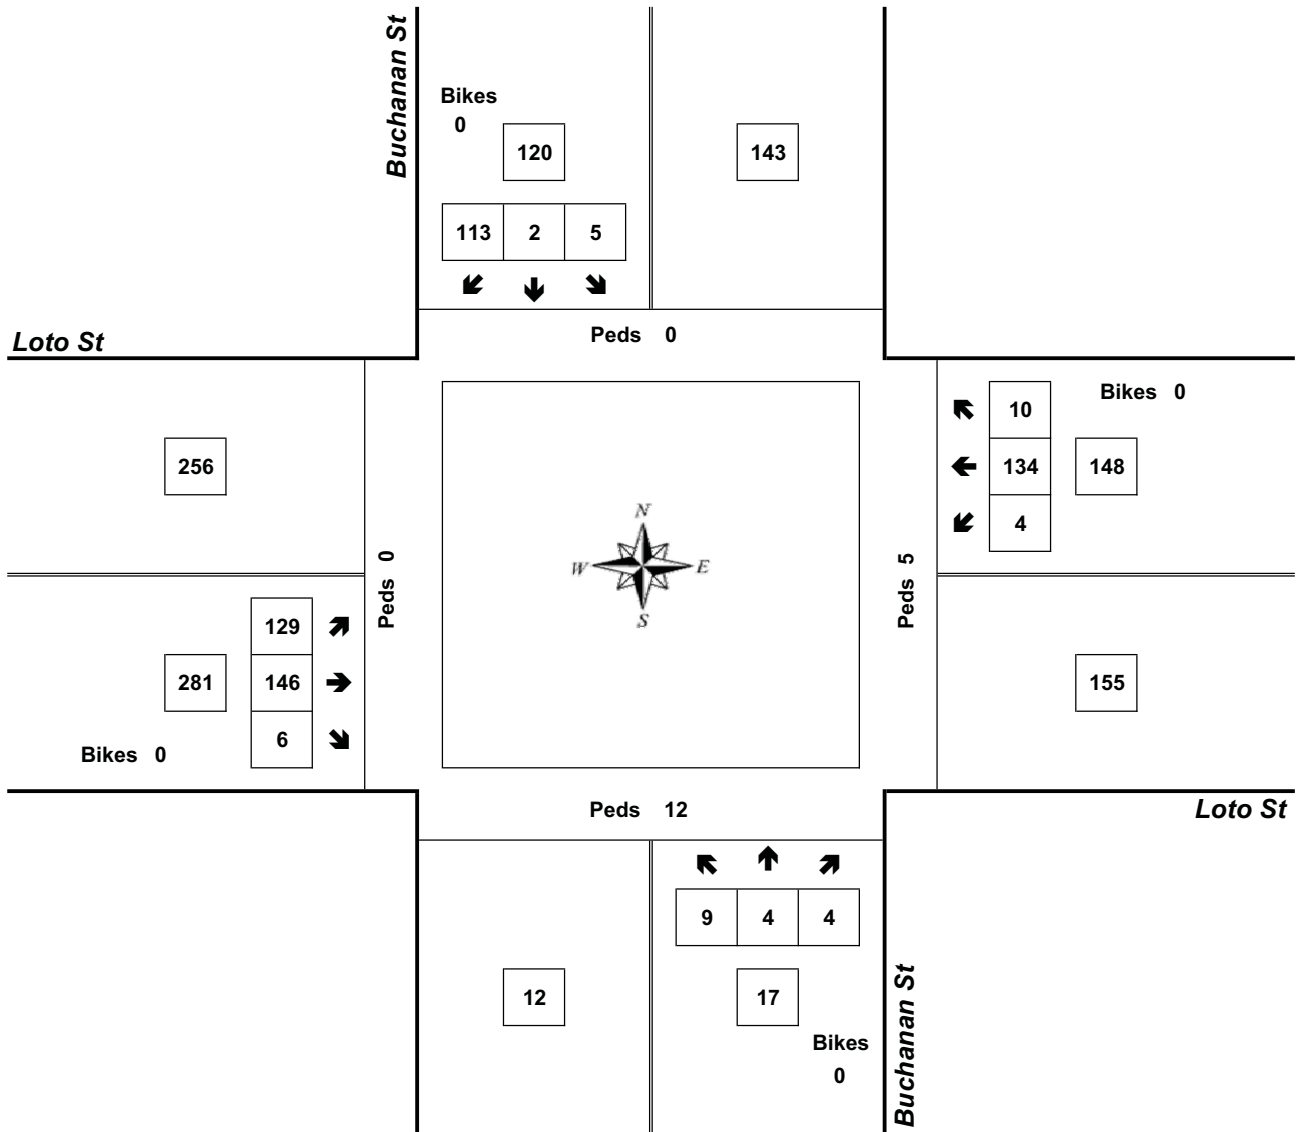 Buchanan St
Bikes
0
120
143
113 2 5
Peds 0
Loto St
10
Bikes 0
256
134
148
4
N
W E
S
Peds 0
Peds 5
129
281
146
155
6
Bikes 0
Peds 12
Loto St
9 4 4
12
17
Bikes
0
Buchanan St